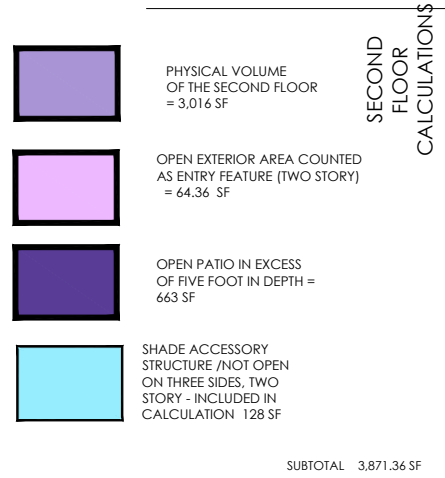 SECOND
FLOOR
CALCULATIONS
PHYSICAL VOLUME
OF THE SECOND FLOOR
= 3,016 SF
OPEN EXTERIOR AREA COUNTED
AS ENTRY FEATURE (TWO STORY)
= 64.36 SF
OPEN PATIO IN EXCESS
OF FIVE FOOT IN DEPTH =
663 SF
SHADE ACCESSORY
STRUCTURE /NOT OPEN
ON THREE SIDES, TWO
STORY - INCLUDED IN
CALCULATION 128 SF
SUBTOTAL 3,871.36 SF